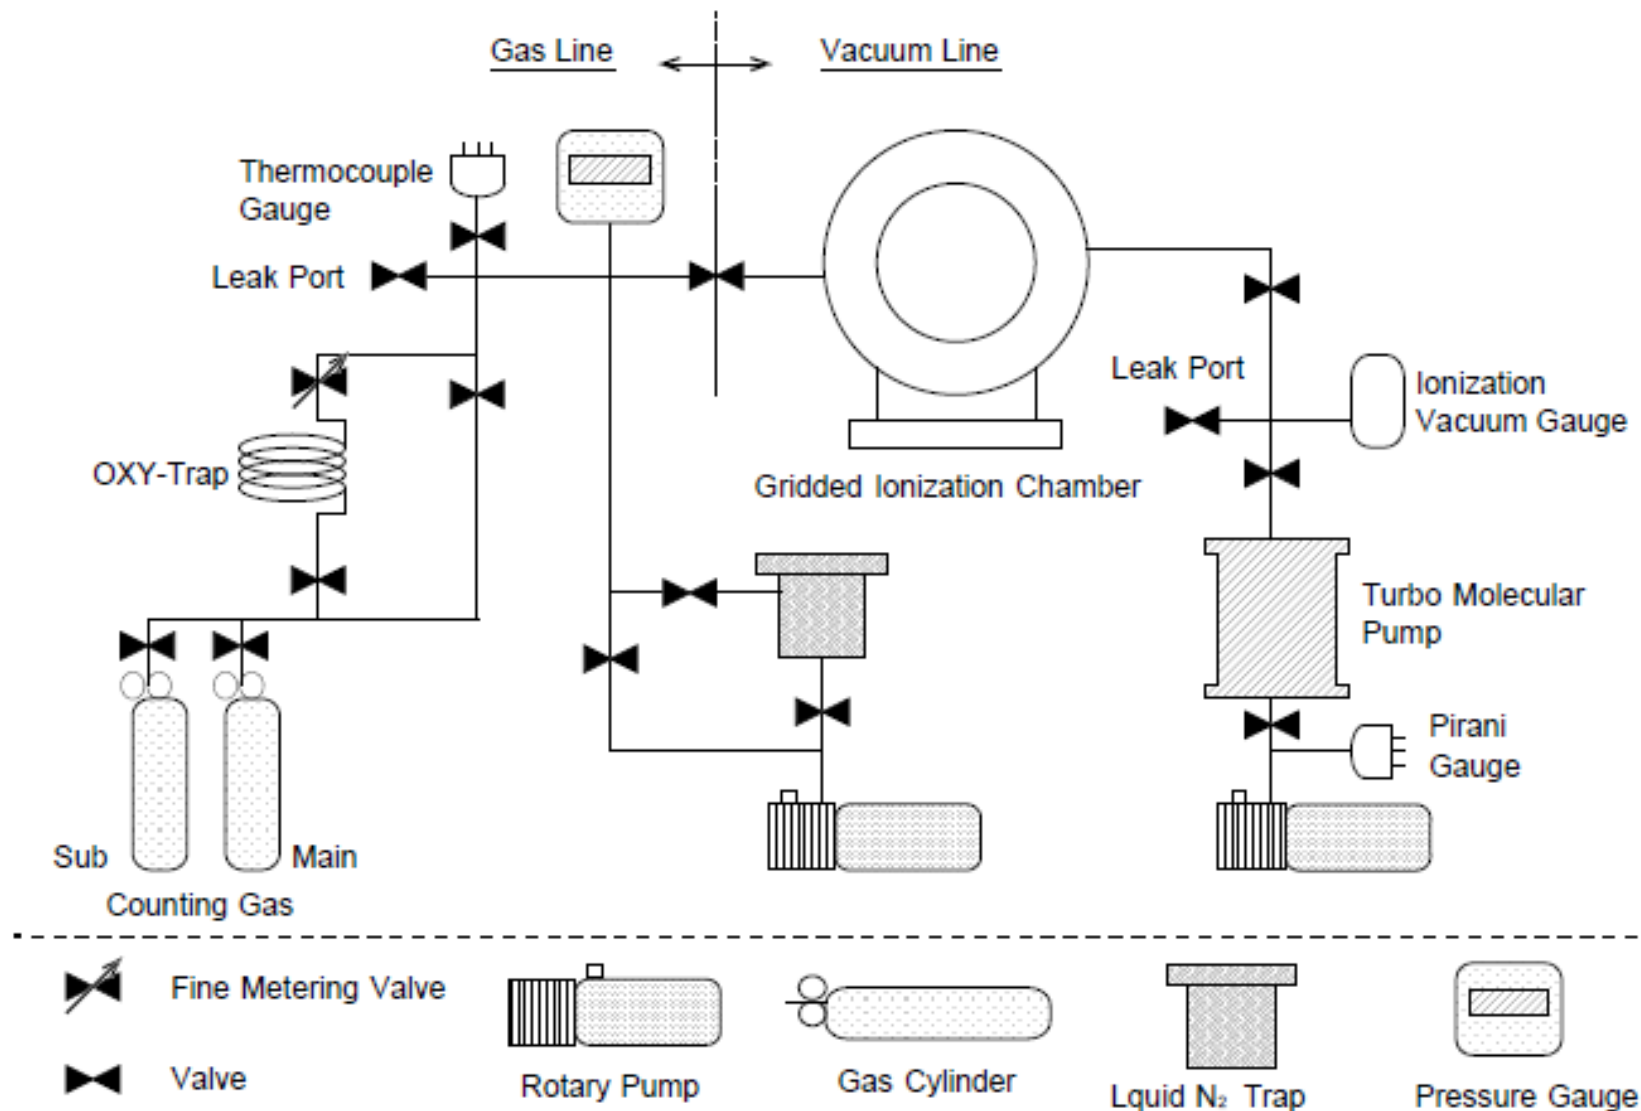 Gas Line
Vacuum Line
Thermocouple
Gauge
Leak Port
Leak Port
Ionization
Vacuum Gauge
OXY-Trap
Gridded Ionization Chamber
Turbo Molecular
Pump
Pirani
Gauge
Sub
Main
Counting Gas
Fine Metering Valve
Valve
Rotary Pump
Gas Cylinder
Lquid N₂ Trap
Pressure Gauge